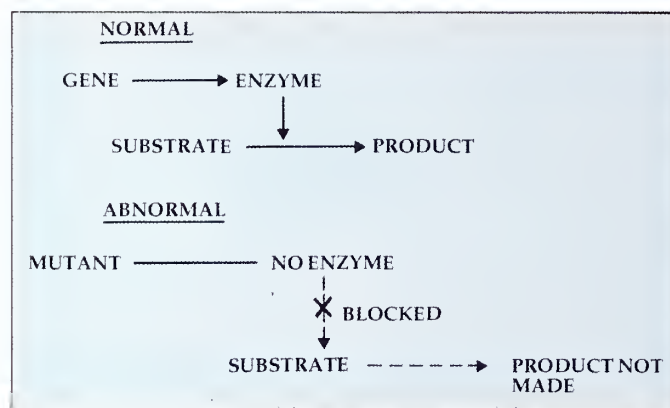 NORMAL
GENE ENZYME
SUBSTRATE PRODUCT
ABNORMAL
MUTANT NO ENZYME
BLOCKED
SUBSTRATE PRODUCT NOT
MADE